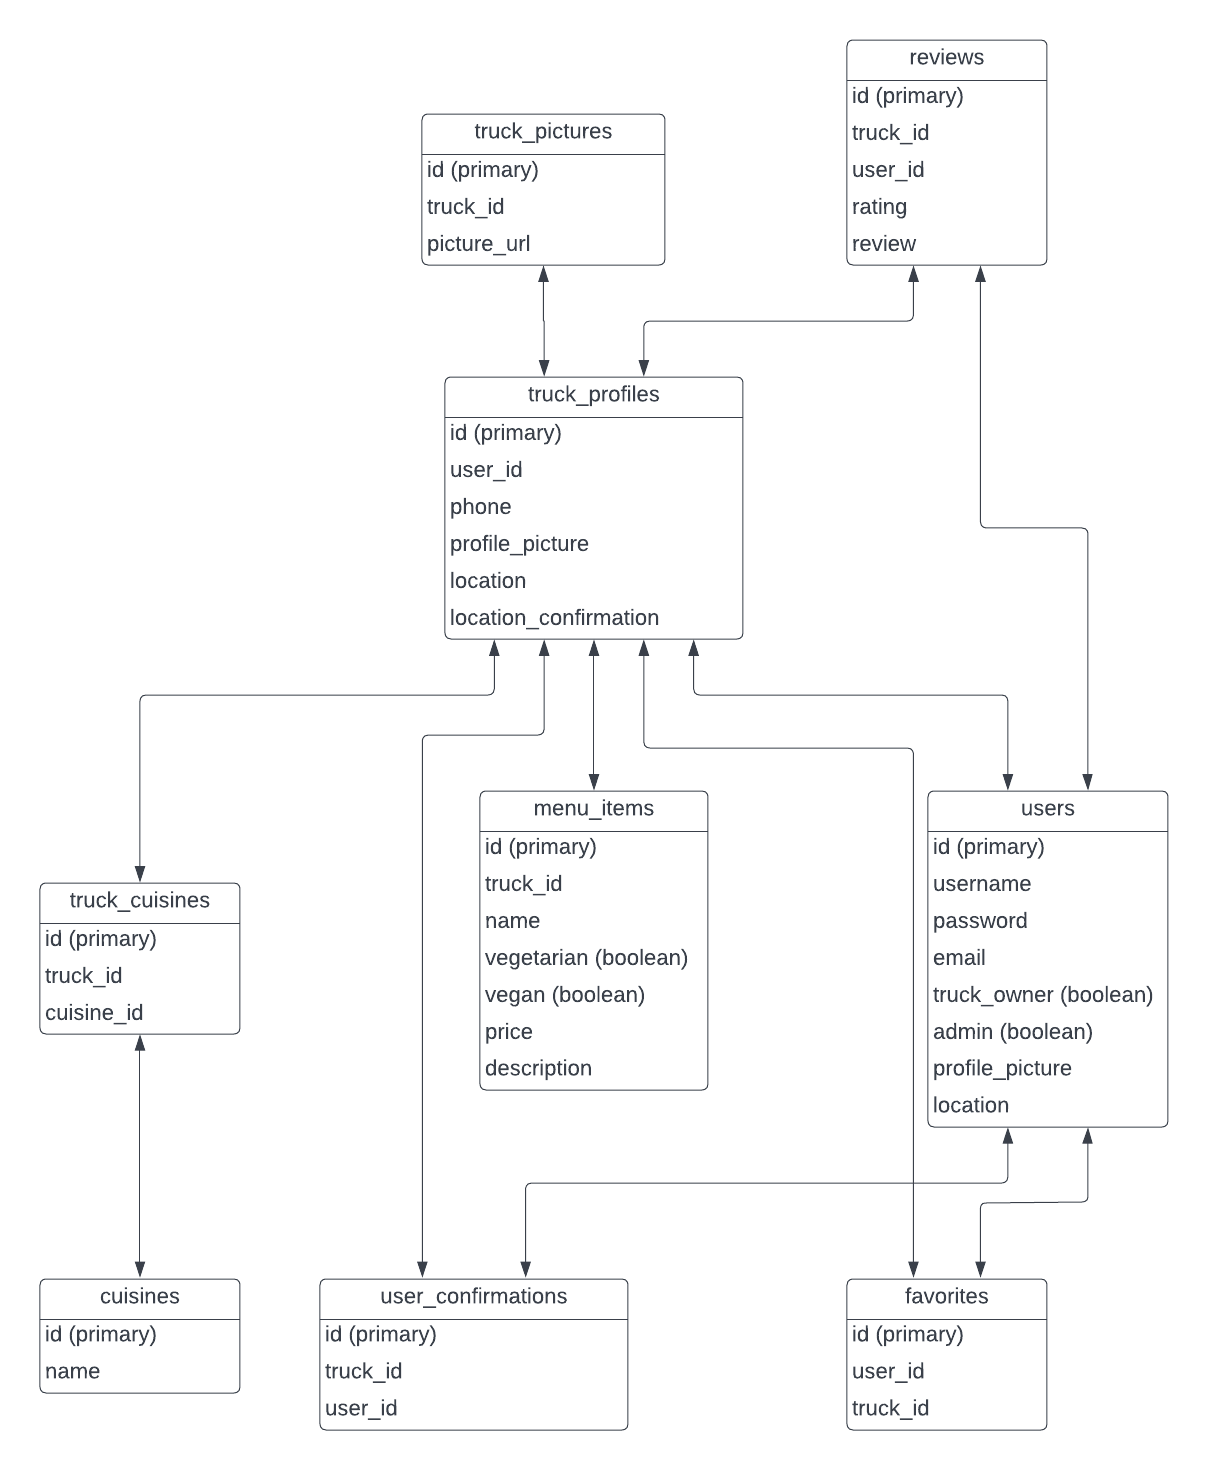 reviews
id (primary)
truck_id
user_id
rating
review
truck_pictures
id (primary)
truck_id
picture_url
truck_profiles
id (primary)
user_id
phone
profile_picture
location
location_confirmation
menu_items
id (primary)
truck_id
name
vegetarian (boolean)
vegan (boolean)
price
description
users
id (primary)
username
password
email
truck_owner (boolean)
admin (boolean)
profile_picture
location
truck_cuisines
id (primary)
truck_id
cuisine_id
cuisines
id (primary)
name
user_confirmations
id (primary)
truck_id
user_id
favorites
id (primary)
user_id
truck_id